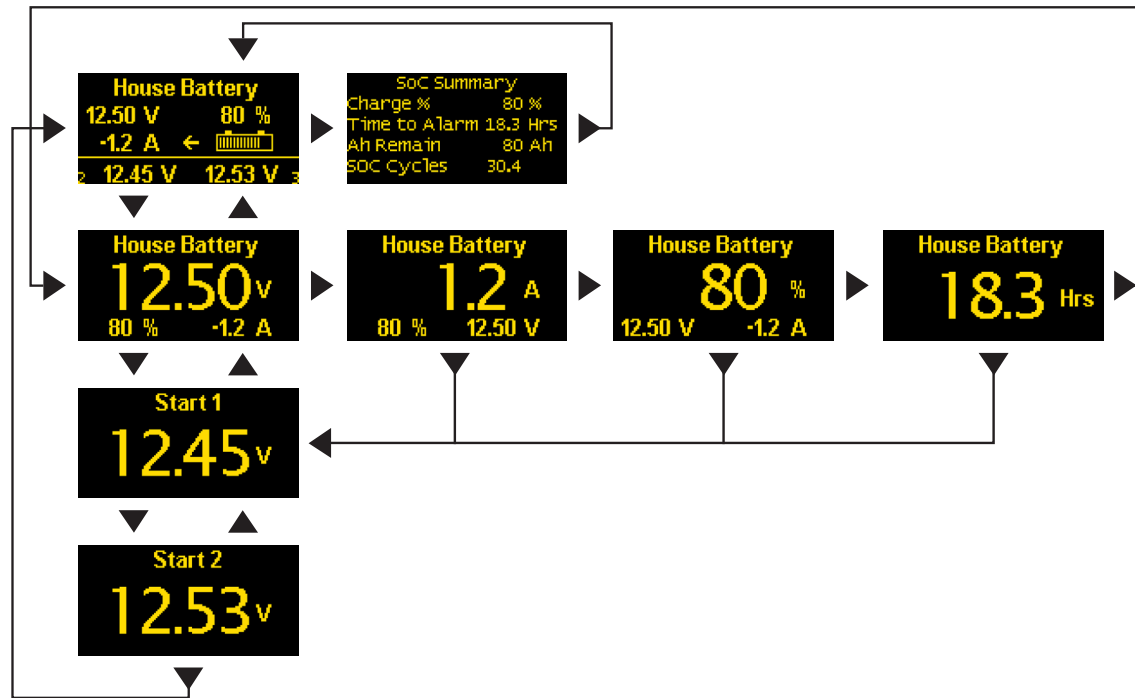 House Battery
12.50 V 80 %
-1.2 A ←
2 12.45 V 12.53 V 3
SoC Summary
Charge % 80 %
Time to Alarm 18.3 Hrs
Ah Remain 80 Ah
SOC Cycles 30.4
House Battery
12.50 V
80 % -1.2 A
House Battery
1.2 A
80 % 12.50 V
House Battery
80 %
12.50 V -1.2 A
House Battery
18.3 Hrs
Start 1
12.45 V
Start 2
12.53 V